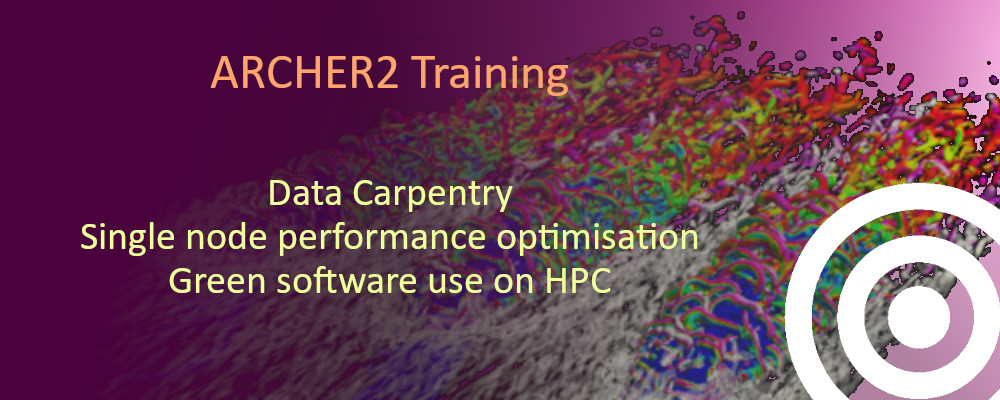 ARCHER2 Training
Data Carpentry
Single node performance optimisation
Green software use on HPC